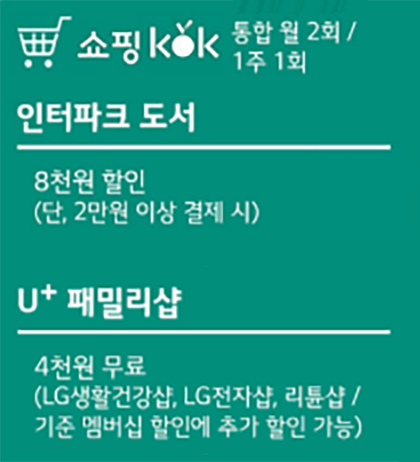 쇼핑 kok 통합 월 2회 /
1주 1회
인터파크 도서
8천원 할인
(단, 2만원 이상 결제 시)
U⁺ 패밀리샵
4천원 무료
(LG생활건강샵, LG전자샵, 리튠샵 /
기준 멤버십 할인에 추가 할인 가능)